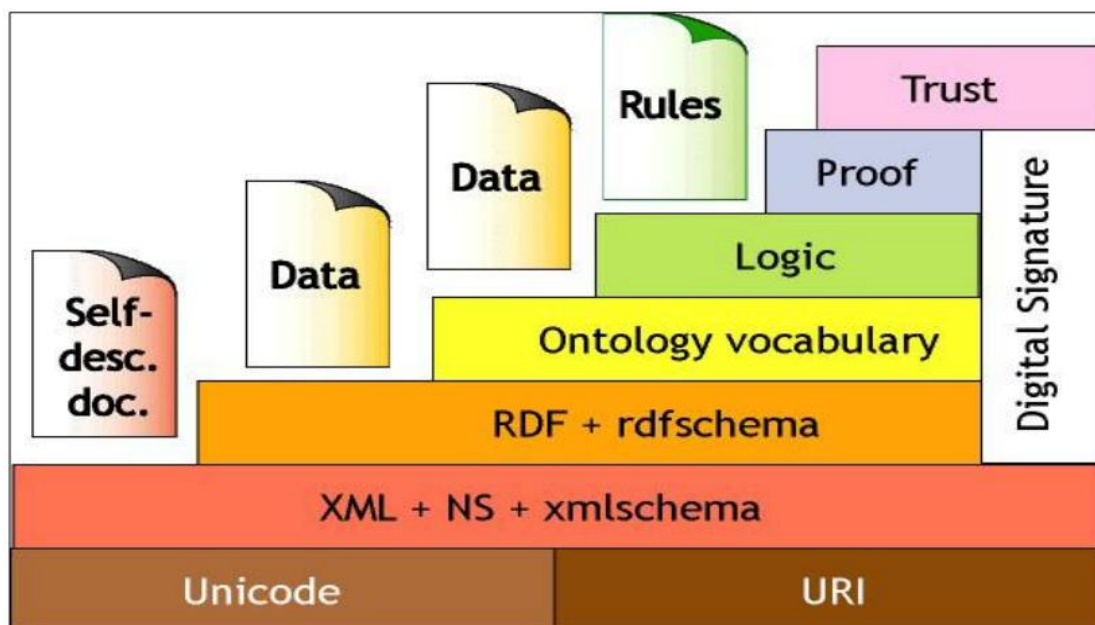 Rules
Trust
Data
Proof
Data
Logic
Self-
desc.
doc.
Ontology vocabulary
Digital Signature
RDF + rdfschema
XML + NS + xmlschema
Unicode
URI